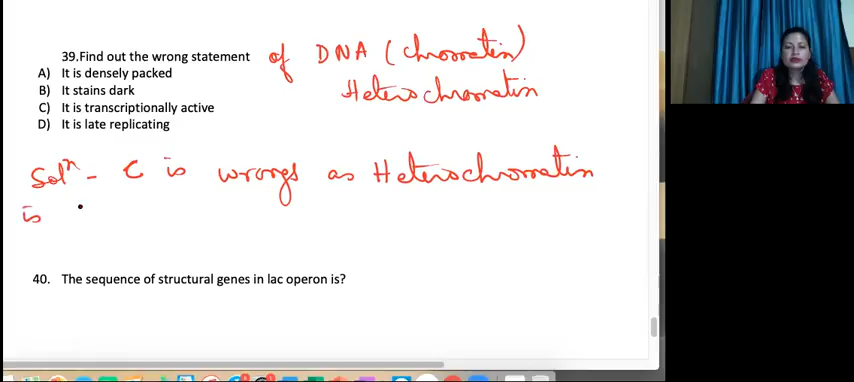 39.Find out the wrong statement of DNA (chromatin)
Heterochromatin
A) It is densely packed
B) It stains dark
C) It is transcriptionally active
D) It is late replicating
Solⁿ - C is wrongs as Heterochromatin
is
40. The sequence of structural genes in lac operon is?